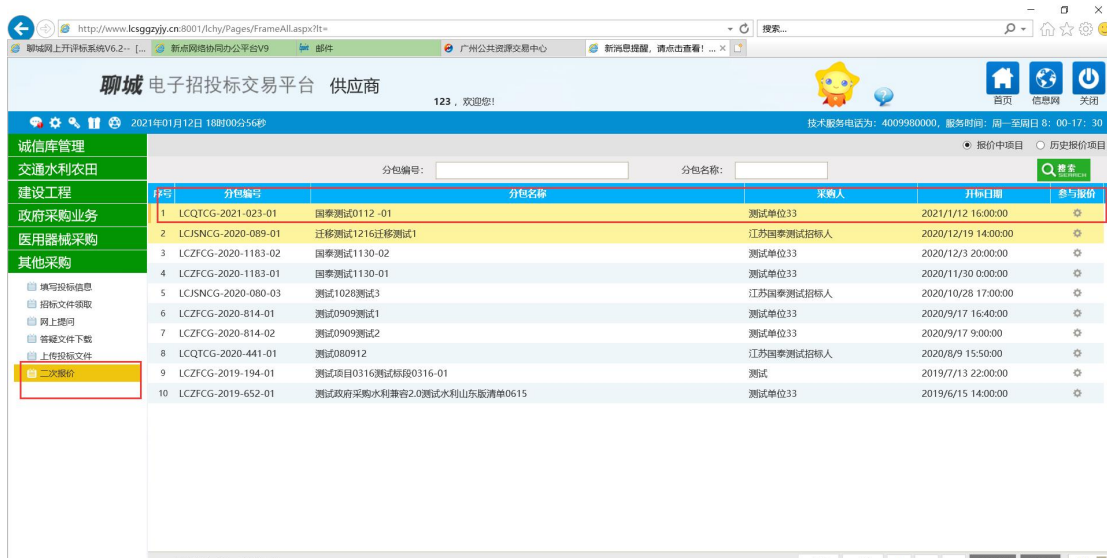 http://www.lcsggzyjy.cn:8001/lchy/Pages/FrameAll.aspx?lt=
搜索...
聊城网上开评标系统V6.2-- [...
新点网络协同办公平台V9
邮件
广州公共资源交易中心
新消息提醒，请点击查看！...
聊城 电子招投标交易平台 供应商
123，欢迎您!
首页 信息网 关闭
2021年01月12日 18时00分56秒
技术服务电话为：4009980000，服务时间：周一至周日 8：00-17：30
诚信库管理
报价中项目 历史报价项目
交通水利农田
分包编号：
分包名称：
搜索
SEARCH
建设工程
序号 分包编号 分包名称 采购人 开标日期 参与报价
政府采购业务
1 LCQTCG-2021-023-01 国泰测试0112 -01 测试单位33 2021/1/12 16:00:00
医用器械采购
2 LCJSNCG-2020-089-01 迁移测试1216迁移测试1 江苏国泰测试招标人 2020/12/19 14:00:00
其他采购
3 LCZFCG-2020-1183-02 国泰测试1130-02 测试单位33 2020/12/3 20:00:00
4 LCZFCG-2020-1183-01 国泰测试1130-01 测试单位33 2020/11/30 0:00:00
填写投标信息
5 LCJSNCG-2020-080-03 测试1028测试3 江苏国泰测试招标人 2020/10/28 17:00:00
招标文件领取
6 LCZFCG-2020-814-01 测试0909测试1 测试单位33 2020/9/17 16:40:00
网上提问
7 LCZFCG-2020-814-02 测试0909测试2 测试单位33 2020/9/17 9:00:00
答疑文件下载
8 LCQTCG-2020-441-01 测试080912 江苏国泰测试招标人 2020/8/9 15:50:00
上传投标文件
9 LCZFCG-2019-194-01 测试项目0316测试标段0316-01 测试 2019/7/13 22:00:00
二次报价
10 LCZFCG-2019-652-01 测试政府采购水利兼容2.0测试水利山东版清单0615 测试单位33 2019/6/15 14:00:00